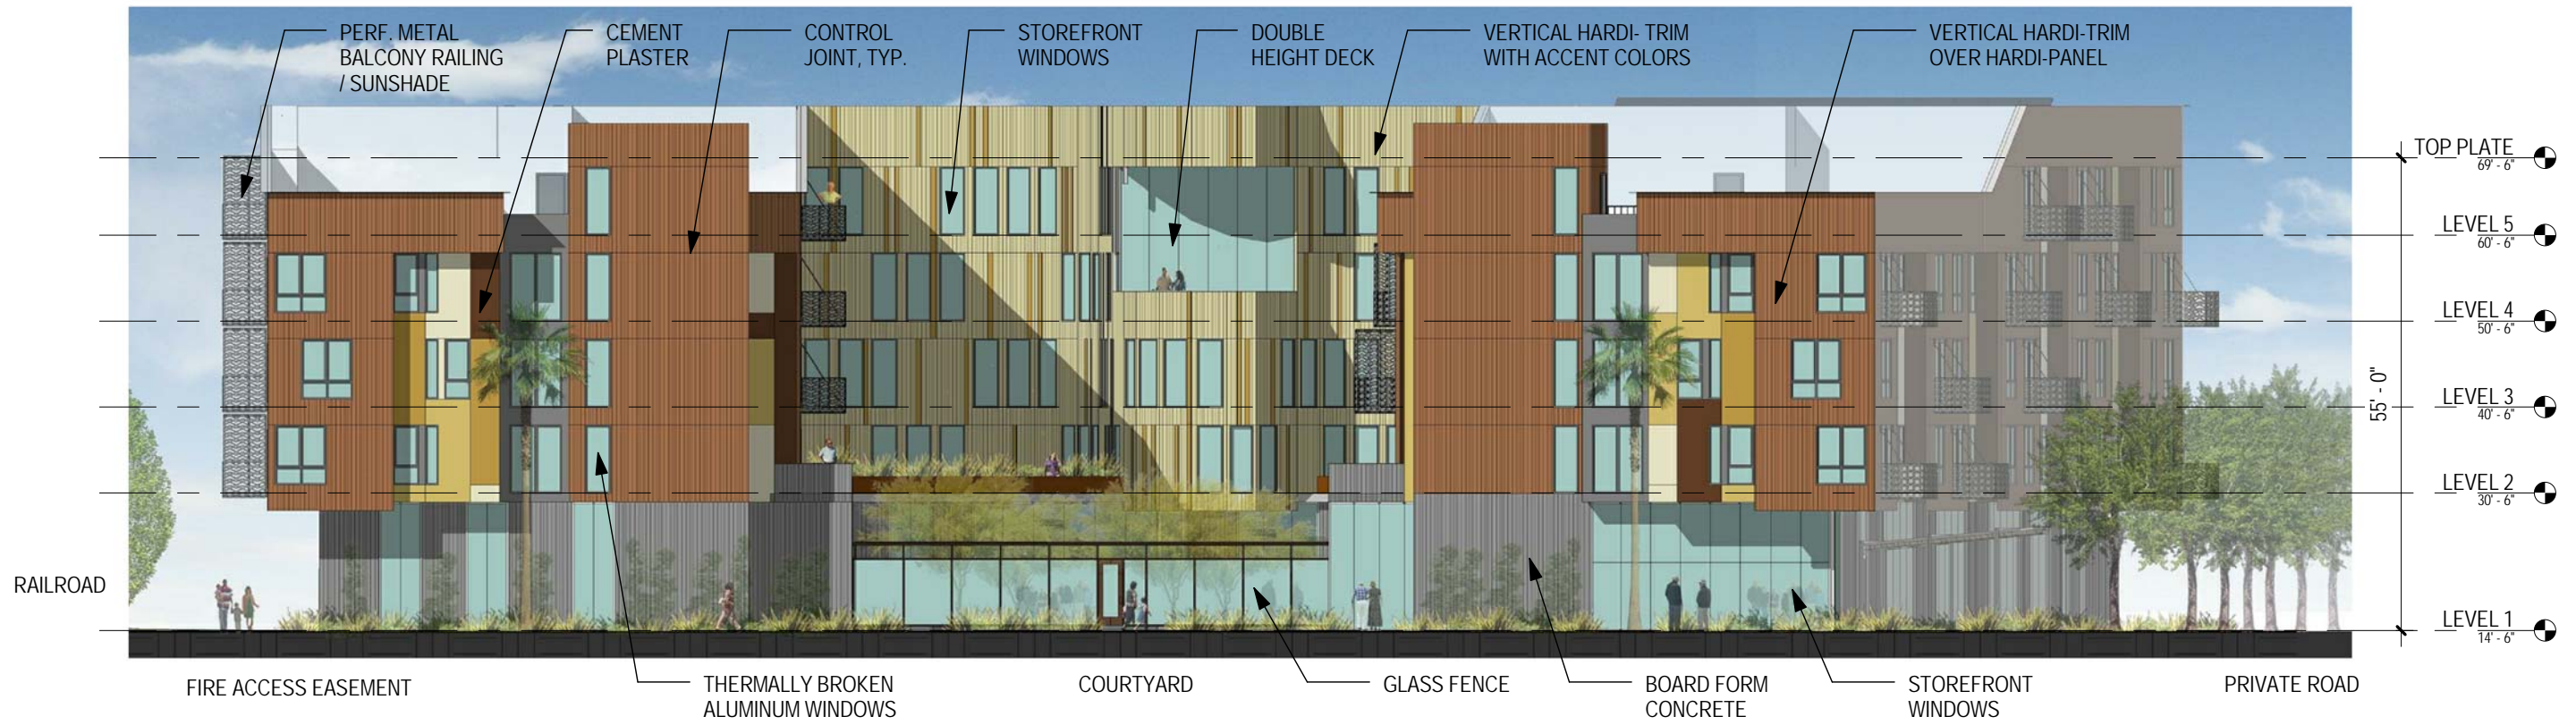 PERF. METAL
BALCONY RAILING
/ SUNSHADE
CEMENT
PLASTER
CONTROL
JOINT, TYP.
STOREFRONT
WINDOWS
DOUBLE
HEIGHT DECK
VERTICAL HARDI- TRIM
WITH ACCENT COLORS
VERTICAL HARDI-TRIM
OVER HARDI-PANEL
TOP PLATE
69' - 6"
LEVEL 5
60' - 6"
LEVEL 4
50' - 6"
55' - 0"
LEVEL 3
40' - 6"
LEVEL 2
30' - 6"
RAILROAD
LEVEL 1
14' - 6"
FIRE ACCESS EASEMENT
THERMALLY BROKEN
ALUMINUM WINDOWS
COURTYARD
GLASS FENCE
BOARD FORM
CONCRETE
STOREFRONT
WINDOWS
PRIVATE ROAD